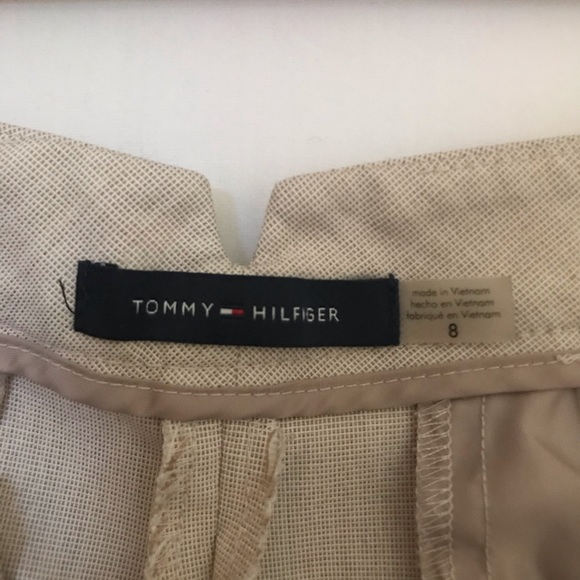 TOMMY HILFIGER
made in Vietnam
hecho en Vietnam
fabriqué en Vietnam
8